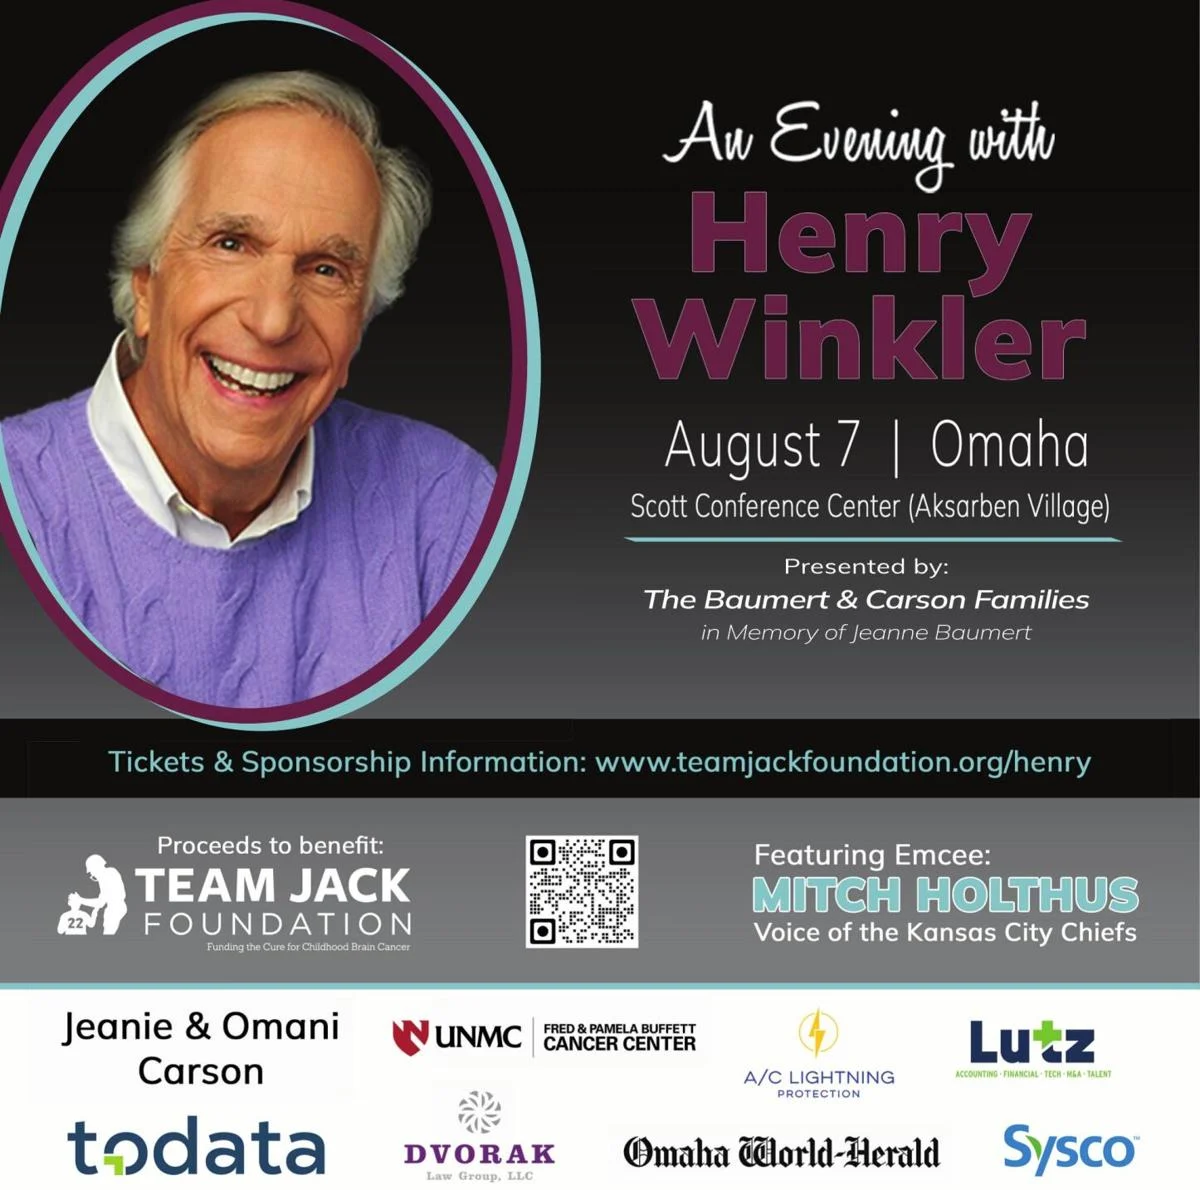 An Evening with
Henry
Winkler
August 7 | Omaha
Scott Conference Center (Aksarben Village)
Presented by:
The Baumert & Carson Families
in Memory of Jeanne Baumert
Tickets & Sponsorship Information: www.teamjackfoundation.org/henry
Proceeds to benefit:
TEAM JACK
FOUNDATION
22
Funding the Cure for Childhood Brain Cancer
Featuring Emcee:
MITCH HOLTHUS
Voice of the Kansas City Chiefs
Jeanie & Omani
Carson
UNMC
FRED & PAMELA BUFFETT
CANCER CENTER
A/C LIGHTNING
PROTECTION
Lutz
ACCOUNTING · FINANCIAL · TECH · M&A · TALENT
todata
DVORAK
Law Group, LLC
Omaha World-Herald
Sysco™